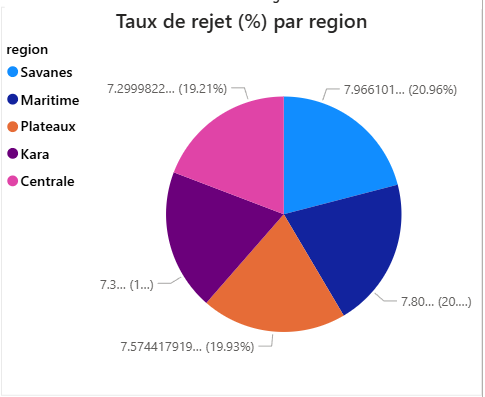 Taux de rejet (%) par region
region
Savanes
Maritime
Plateaux
Kara
Centrale
7.2999822... (19.21%)
7.966101... (20.96%)
7.3... (1...)
7.80... (20....)
7.574417919... (19.93%)